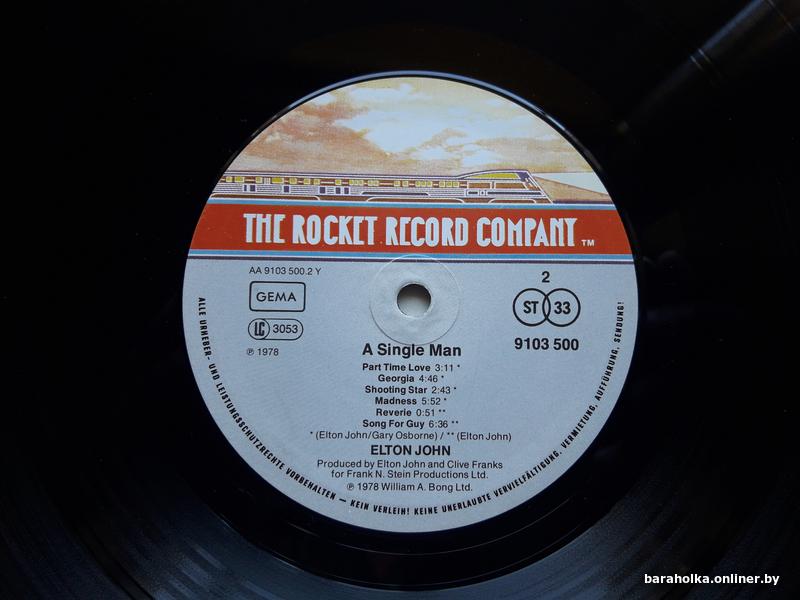 THE ROCKET RECORD COMPANY TM
AA 9103 500.2 Y
GEMA
LC 3053
℗ 1978
2
ST 33
9103 500
A Single Man
Part Time Love 3:11 *
Georgia 4:46 *
Shooting Star 2:43 *
Madness 5:52 *
Reverie 0:51 **
Song For Guy 6:36 **
* (Elton John/Gary Osborne) / ** (Elton John)
ELTON JOHN
Produced by Elton John and Clive Franks
for Frank N. Stein Productions Ltd.
℗ 1978 William A. Bong Ltd.
ALLE URHEBER- UND LEISTUNGSSCHUTZRECHTE VORBEHALTEN — KEIN VERLEIH! KEINE UNERLAUBTE VERVIELFÄLTIGUNG, VERMIETUNG, AUFFÜHRUNG, SENDUNG!
baraholka.onliner.by